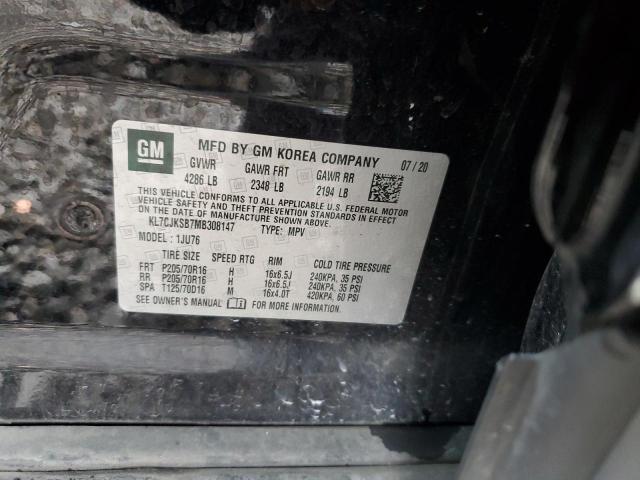 GM
MFD BY GM KOREA COMPANY 07/20
GVWR GAWR FRT GAWR RR
4286 LB 2348 LB 2194 LB
THIS VEHICLE CONFORMS TO ALL APPLICABLE U.S. FEDERAL MOTOR
VEHICLE SAFETY, BUMPER, AND THEFT PREVENTION STANDARDS IN
EFFECT ON THE DATE OF MANUFACTURE SHOWN ABOVE.
KL7CJKSB7MB308147 TYPE: MPV
MODEL: 1JU76
TIRE SIZE SPEED RTG RIM COLD TIRE PRESSURE
FRT P205/70R16 H 16x6.5J 240KPA, 35 PSI
RR P205/70R16 H 16x6.5J 240KPA, 35 PSI
SPA T125/70D16 M 16x4.0T 420KPA, 60 PSI
SEE OWNER'S MANUAL FOR MORE INFORMATION.